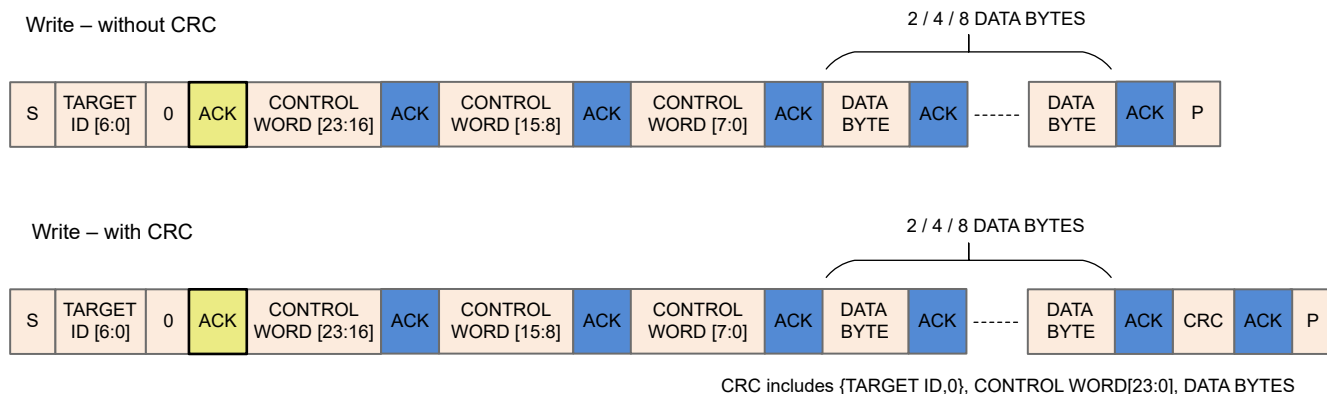 Write – without CRC
2 / 4 / 8 DATA BYTES
S TARGET ID [6:0] 0 ACK CONTROL WORD [23:16] ACK CONTROL WORD [15:8] ACK CONTROL WORD [7:0] ACK DATA BYTE ACK ------ DATA BYTE ACK P
Write – with CRC
2 / 4 / 8 DATA BYTES
S TARGET ID [6:0] 0 ACK CONTROL WORD [23:16] ACK CONTROL WORD [15:8] ACK CONTROL WORD [7:0] ACK DATA BYTE ACK ------ DATA BYTE ACK CRC ACK P
CRC includes {TARGET ID,0}, CONTROL WORD[23:0], DATA BYTES